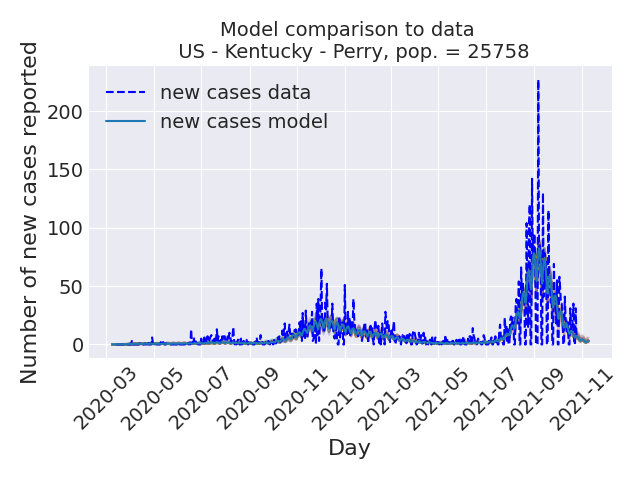 Model comparison to data
US - Kentucky - Perry, pop. = 25758
Number of new cases reported
new cases data
new cases model
200
150
100
50
0
2020-03
2020-05
2020-07
2020-09
2020-11
2021-01
2021-03
2021-05
2021-07
2021-09
2021-11
Day